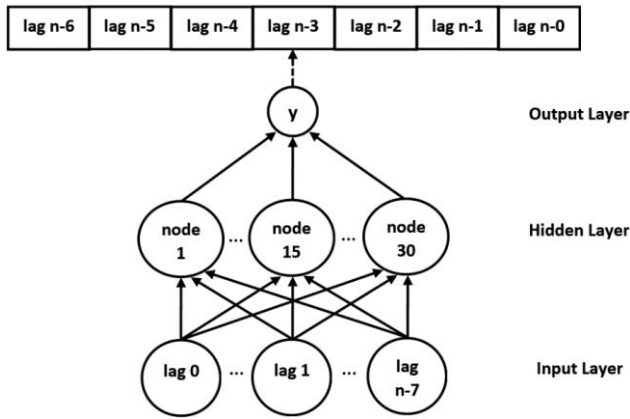 lag n-6 lag n-5 lag n-4 lag n-3 lag n-2 lag n-1 lag n-0
y Output Layer
node ... node ... node Hidden Layer
1 15 30
lag 0 ... lag 1 ... lag Input Layer
n-7